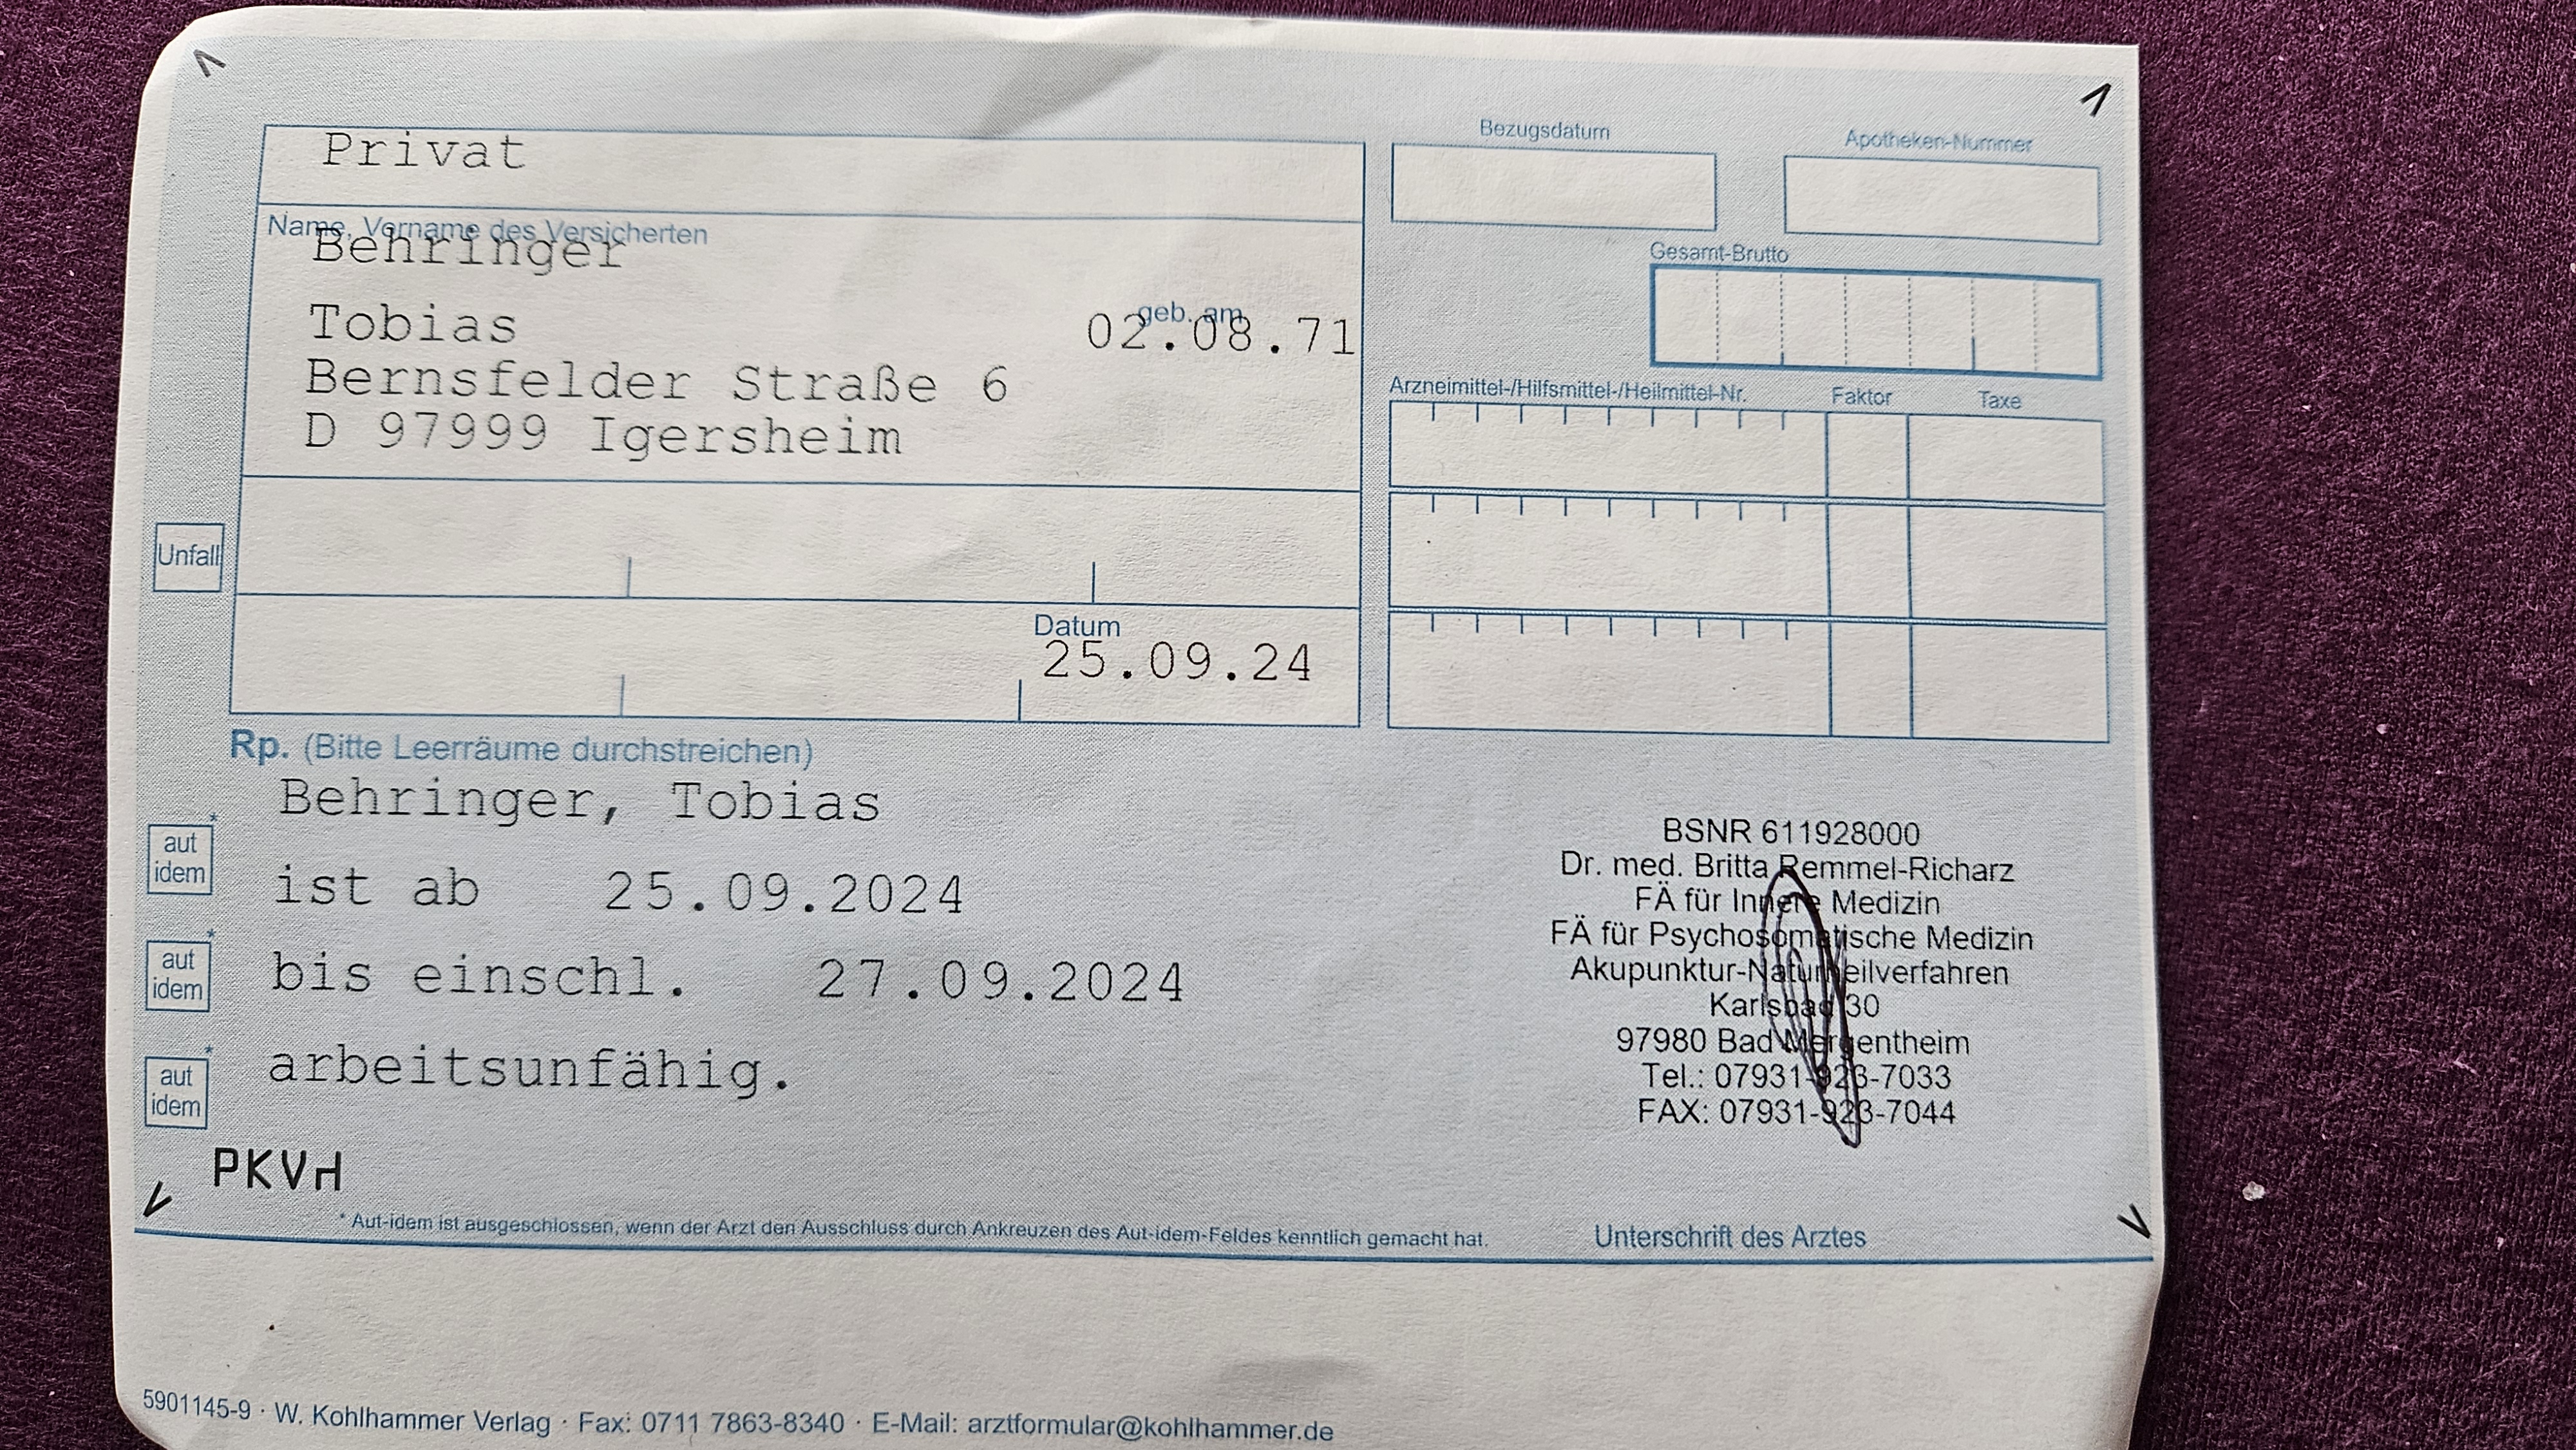 Privat
Bezugsdatum
Apotheken-Nummer
Name, Vorname des Versicherten
Behringer
Gesamt-Brutto
geb. am
Tobias 02.08.71
Bernsfelder Straße 6
D 97999 Igersheim
Arzneimittel-/Hilfsmittel-/Heilmittel-Nr. Faktor Taxe
Unfall
Datum
25.09.24
Rp. (Bitte Leerräume durchstreichen)
Behringer, Tobias
* aut idem
ist ab 25.09.2024
* aut idem
bis einschl. 27.09.2024
* aut idem
arbeitsunfähig.
BSNR 611928000
Dr. med. Britta Remmel-Richarz
FÄ für Innere Medizin
FÄ für Psychosomatische Medizin
Akupunktur-Naturheilverfahren
Karlsbad 30
97980 Bad Mergentheim
Tel.: 07931-923-7033
FAX: 07931-923-7044
* Aut-idem ist ausgeschlossen, wenn der Arzt den Ausschluss durch Ankreuzen des Aut-idem-Feldes kenntlich gemacht hat.
Unterschrift des Arztes
5901145-9 · W. Kohlhammer Verlag · Fax: 0711 7863-8340 · E-Mail: arztformular@kohlhammer.de